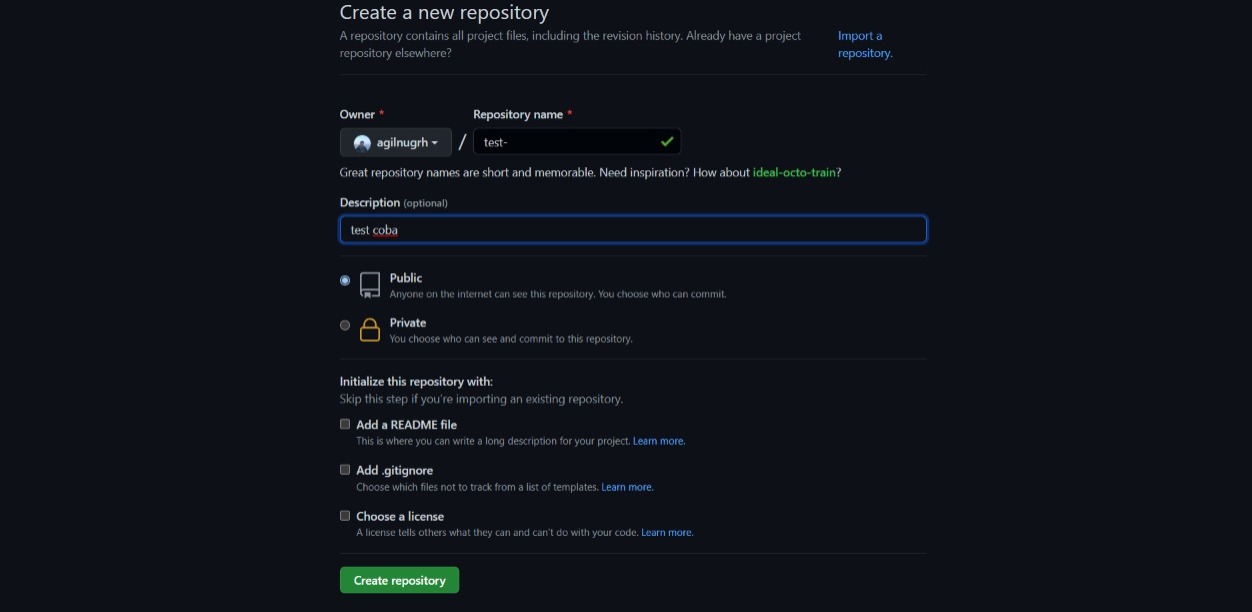 Create a new repository
A repository contains all project files, including the revision history. Already have a project
repository elsewhere?
Import a
repository.
Owner *
Repository name *
agilnugrh
/
test-
Great repository names are short and memorable. Need inspiration? How about ideal-octo-train?
Description (optional)
test coba
Public
Anyone on the internet can see this repository. You choose who can commit.
Private
You choose who can see and commit to this repository.
Initialize this repository with:
Skip this step if you're importing an existing repository.
Add a README file
This is where you can write a long description for your project. Learn more.
Add .gitignore
Choose which files not to track from a list of templates. Learn more.
Choose a license
A license tells others what they can and can't do with your code. Learn more.
Create repository